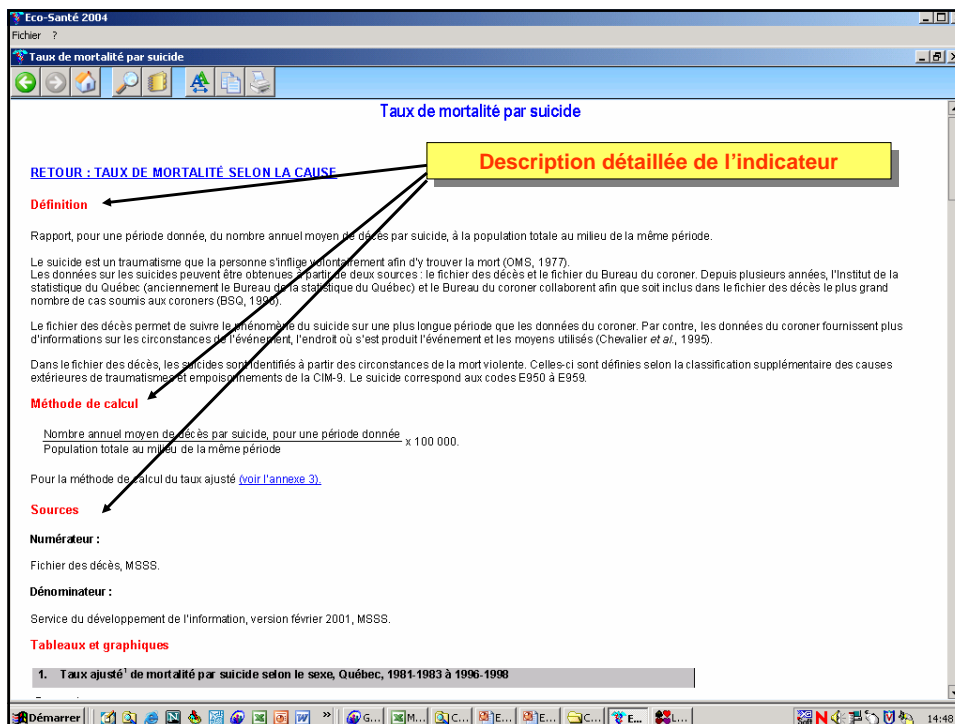 Eco-Santé 2004
Fichier ?
Taux de mortalité par suicide
Taux de mortalité par suicide
Description détaillée de l'indicateur
RETOUR : TAUX DE MORTALITÉ SELON LA CAUSE
Définition
Rapport, pour une période donnée, du nombre annuel moyen de décès par suicide, à la population totale au milieu de la même période.
Le suicide est un traumatisme que la personne s'inflige volontairement afin d'y trouver la mort (OMS, 1977).
Les données sur les suicides peuvent être obtenues à partir de deux sources : le fichier des décès et le fichier du Bureau du coroner. Depuis plusieurs années, l'Institut de la
statistique du Québec (anciennement le Bureau de la statistique du Québec) et le Bureau du coroner collaborent afin que soit inclus dans le fichier des décès le plus grand
nombre de cas soumis aux coroners (BSQ, ).
Le fichier des décès permet de suivre le phénomène du suicide sur une plus longue période que les données du coroner. Par contre, les données du coroner fournissent plus
d'informations sur les circonstances de l'événement, l'endroit où s'est produit l'événement et les moyens utilisés (Chevalier et al., 1995).
Dans le fichier des décès, les suicides sont identifiés à partir des circonstances de la mort violente. Celles-ci sont définies selon la classification supplémentaire des causes
extérieures de traumatismes et empoisonnements de la CIM-9. Le suicide correspond aux codes E950 à E959.
Méthode de calcul
Nombre annuel moyen de décès par suicide, pour une période donnée
Population totale au milieu de la même période
x 100 000.
Pour la méthode de calcul du taux ajusté (voir l'annexe 3).
Sources
Numérateur :
Fichier des décès, MSSS.
Dénominateur :
Service du développement de l'information, version février 2001, MSSS.
Tableaux et graphiques
1. Taux ajusté¹ de mortalité par suicide selon le sexe, Québec, 1981-1983 à 1996-1998
Démarrer » G... M... C... E... E... C... E... L... 14:48